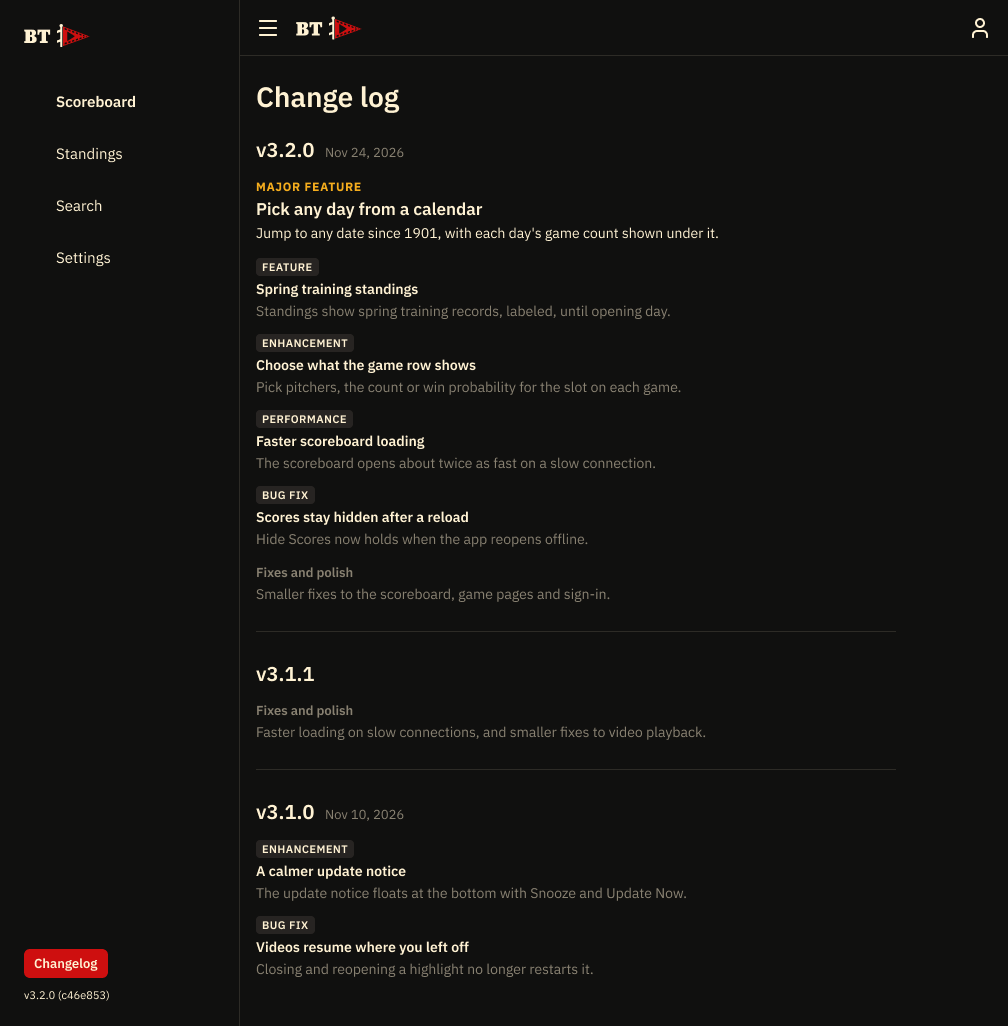 BT
Scoreboard
Standings
Search
Settings
Changelog
v3.2.0 (c46e853)
BT
Change log
v3.2.0 Nov 24, 2026
MAJOR FEATURE
Pick any day from a calendar
Jump to any date since 1901, with each day's game count shown under it.
FEATURE
Spring training standings
Standings show spring training records, labeled, until opening day.
ENHANCEMENT
Choose what the game row shows
Pick pitchers, the count or win probability for the slot on each game.
PERFORMANCE
Faster scoreboard loading
The scoreboard opens about twice as fast on a slow connection.
BUG FIX
Scores stay hidden after a reload
Hide Scores now holds when the app reopens offline.
Fixes and polish
Smaller fixes to the scoreboard, game pages and sign-in.
v3.1.1
Fixes and polish
Faster loading on slow connections, and smaller fixes to video playback.
v3.1.0 Nov 10, 2026
ENHANCEMENT
A calmer update notice
The update notice floats at the bottom with Snooze and Update Now.
BUG FIX
Videos resume where you left off
Closing and reopening a highlight no longer restarts it.